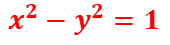 x² − y² = 1